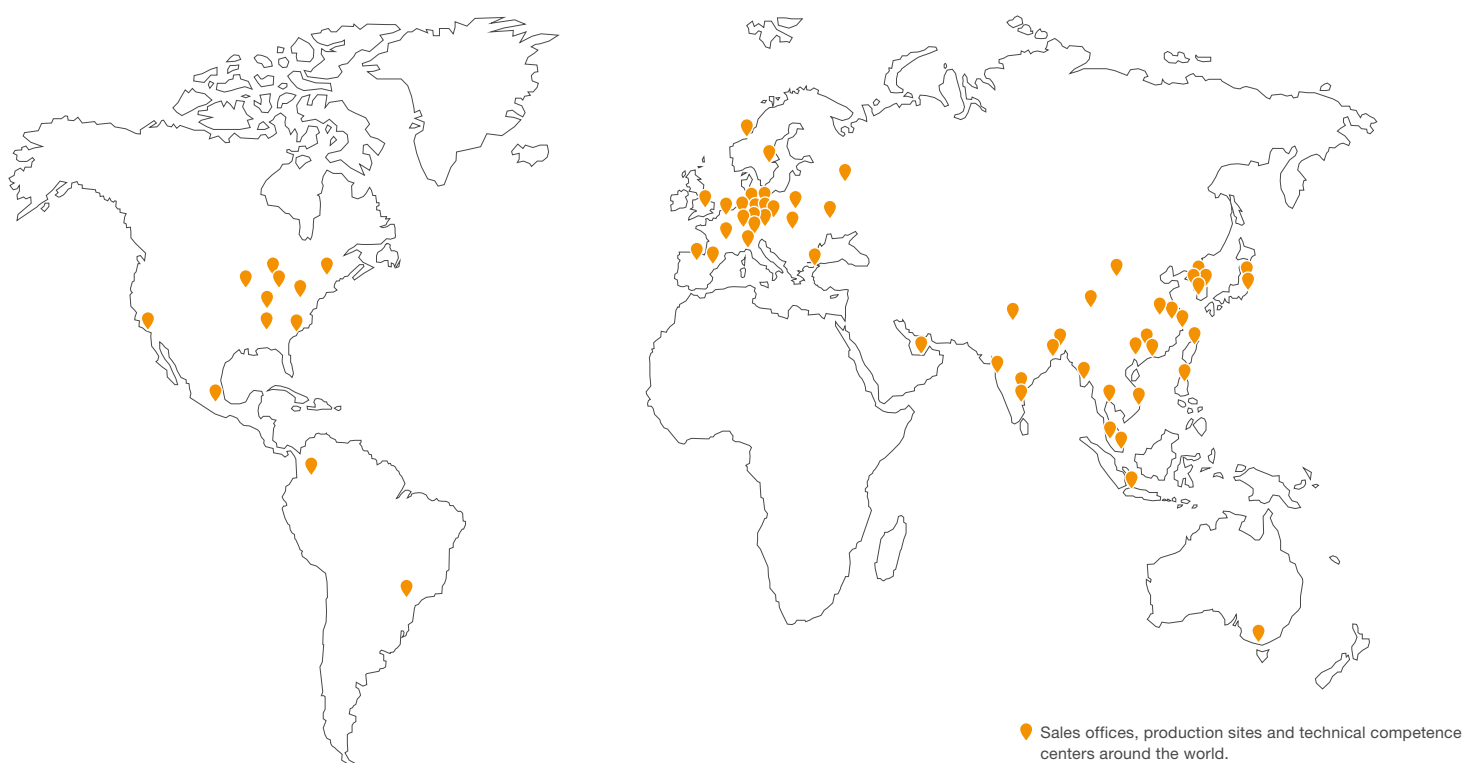 Sales offices, production sites and technical competence
centers around the world.